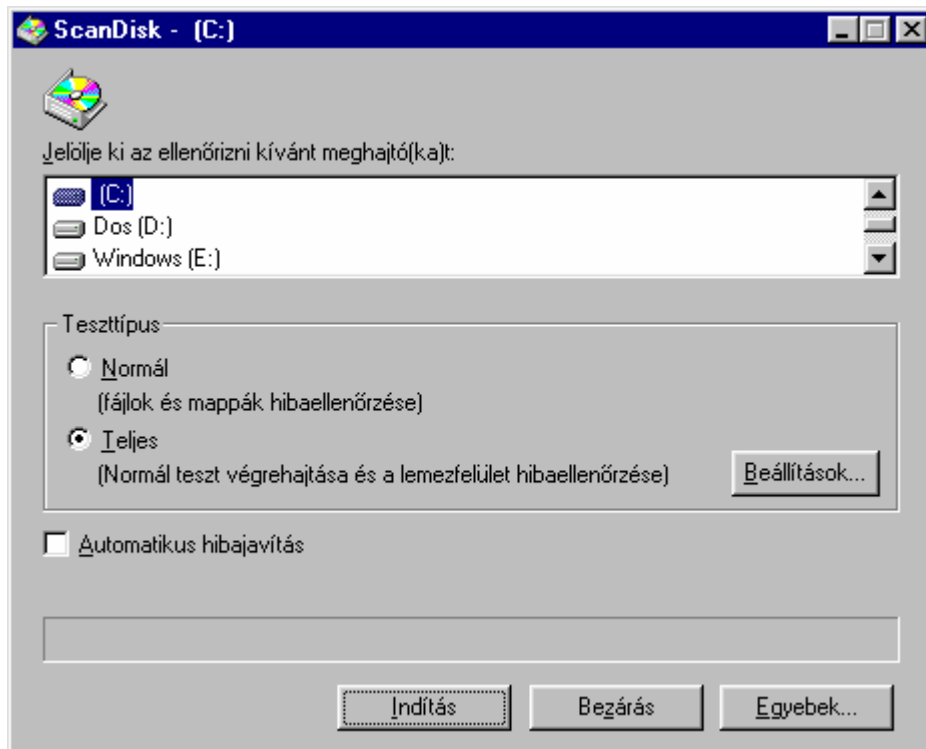 ScanDisk - (C:)
Jelölje ki az ellenőrizni kívánt meghajtó(ka)t:
(C:)
Dos (D:)
Windows (E:)
Teszttípus
Normál
(fájlok és mappák hibaellenőrzése)
Teljes
(Normál teszt végrehajtása és a lemezfelület hibaellenőrzése)
Beállítások...
Automatikus hibajavítás
Indítás Bezárás Egyebek...